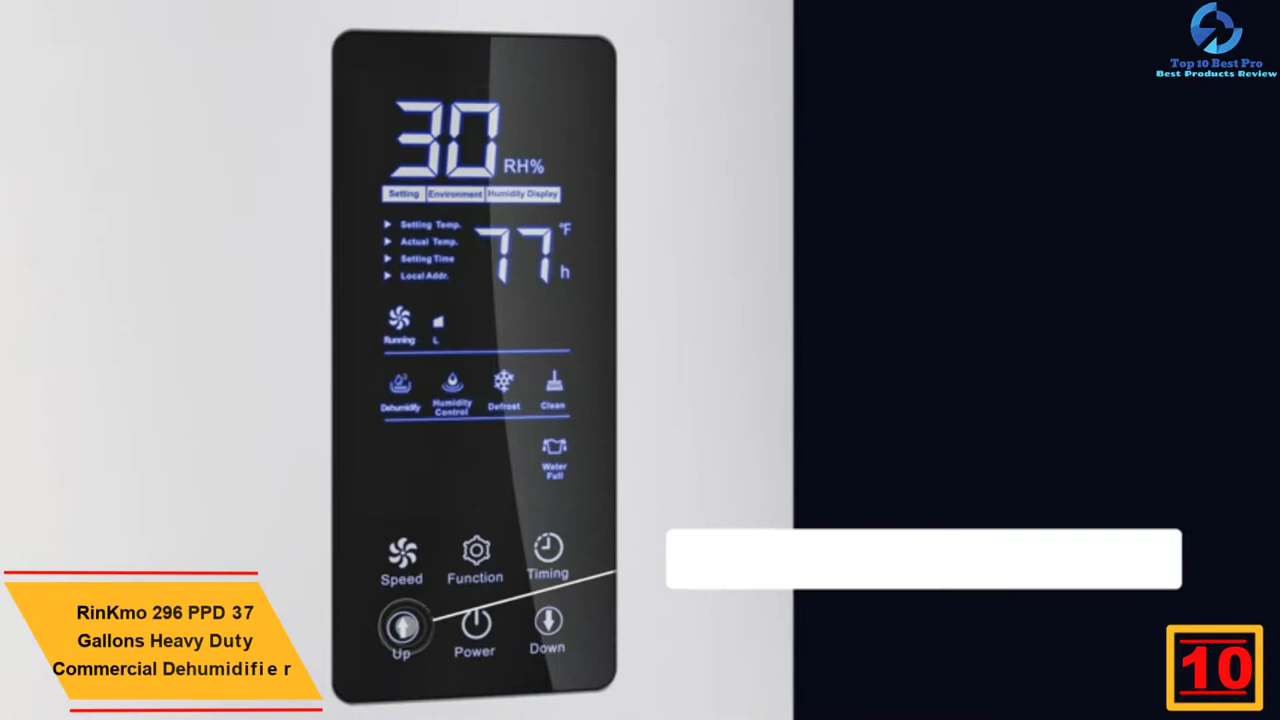 Top 10 Best Pro
Best Products Review
30 RH%
Setting Environment Humidity Display
Setting Temp.
Actual Temp.
Setting Time
Local Addr.
77 °F
h
Running L
Dehumidify Humidity Control Defrost Clean
Water Full
Speed Function Timing
Up Power Down
RinKmo 296 PPD 37
Gallons Heavy Duty
Commercial Dehumidifier
10